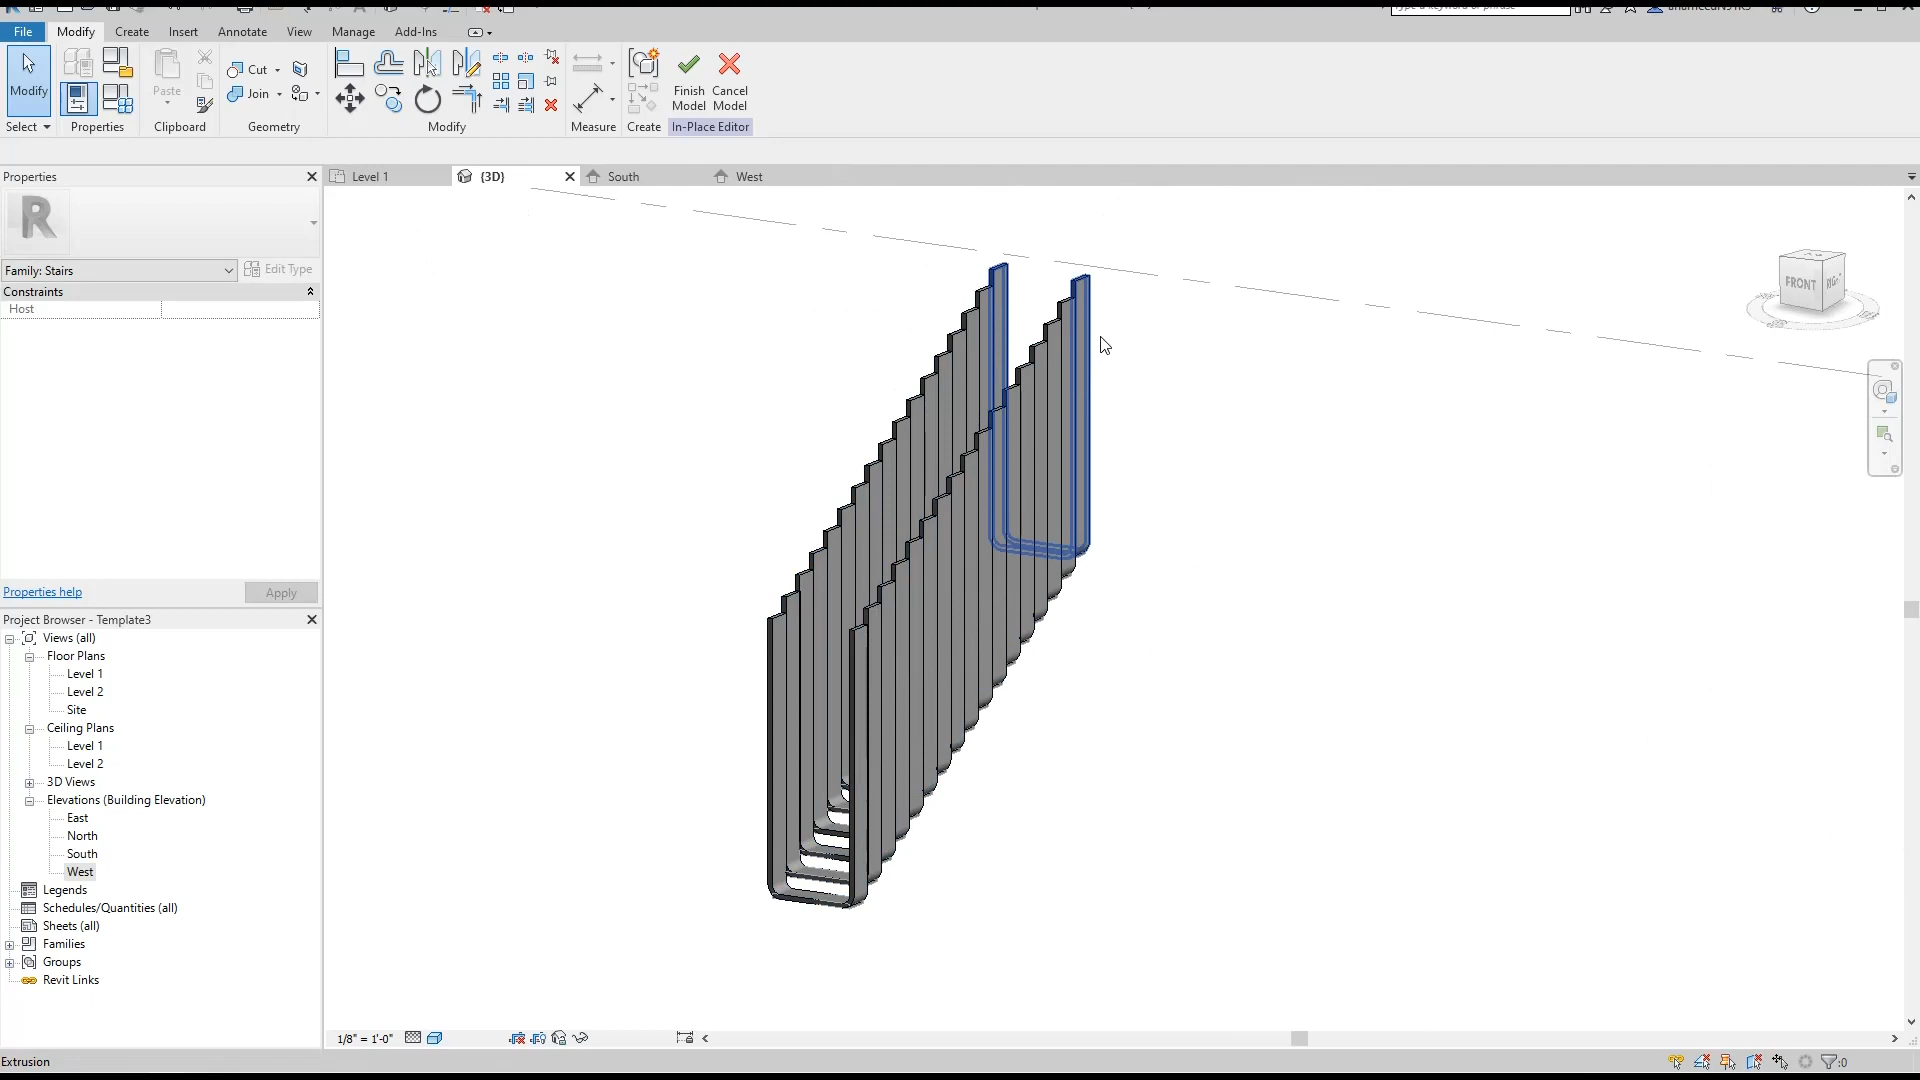 File
Modify
Create
Insert
Annotate
View
Manage
Add-Ins
Modify
Paste
Cut
Join
Finish Model
Cancel Model
Select
Properties
Clipboard
Geometry
Modify
Measure
Create
In-Place Editor
Properties
Level 1
{3D}
South
West
R
Family: Stairs
Edit Type
Constraints
Host
FRONT
Properties help
Apply
Project Browser - Template3
Views (all)
Floor Plans
Level 1
Level 2
Site
Ceiling Plans
Level 1
Level 2
3D Views
Elevations (Building Elevation)
East
North
South
West
Legends
Schedules/Quantities (all)
Sheets (all)
Families
Groups
Revit Links
1/8" = 1'-0"
Extrusion
:0